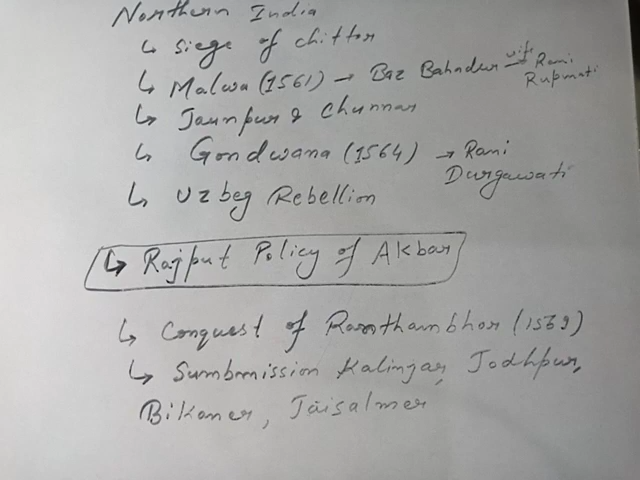 Northern India
↳ siege of chittor
↳ Malwa (1561) → Baz Bahadur wife→ Rani Rupmati
↳ Jaunpur & Chunnar
↳ Gondwana (1564) → Rani Durgawati
↳ Uzbeg Rebellion
↳ Rajput Policy of Akbar
↳ Conquest of Ranthambhor (1569)
↳ Sumbmission Kalingar, Jodhpur,
Bikaner, Jaisalmer